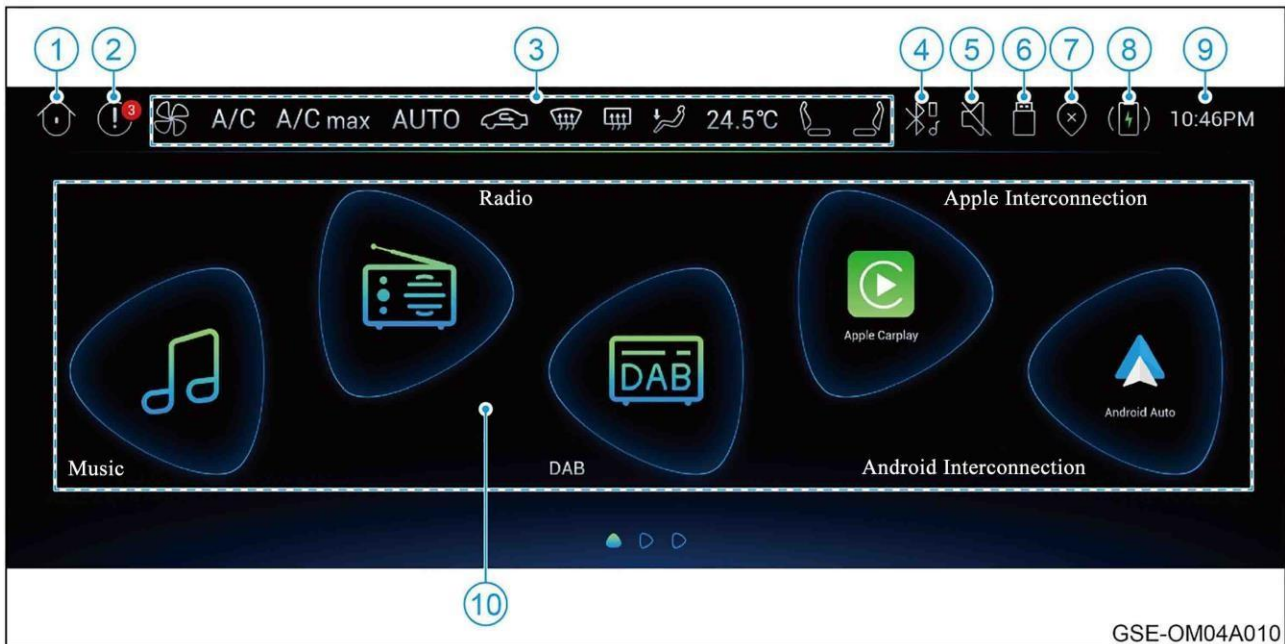 1 2 3 4 5 6 7 8 9
3
A/C A/C max AUTO 24.5℃ 10:46PM
Radio Apple Interconnection
Apple Carplay
DAB
Android Auto
Music DAB Android Interconnection
10
GSE-OM04A010